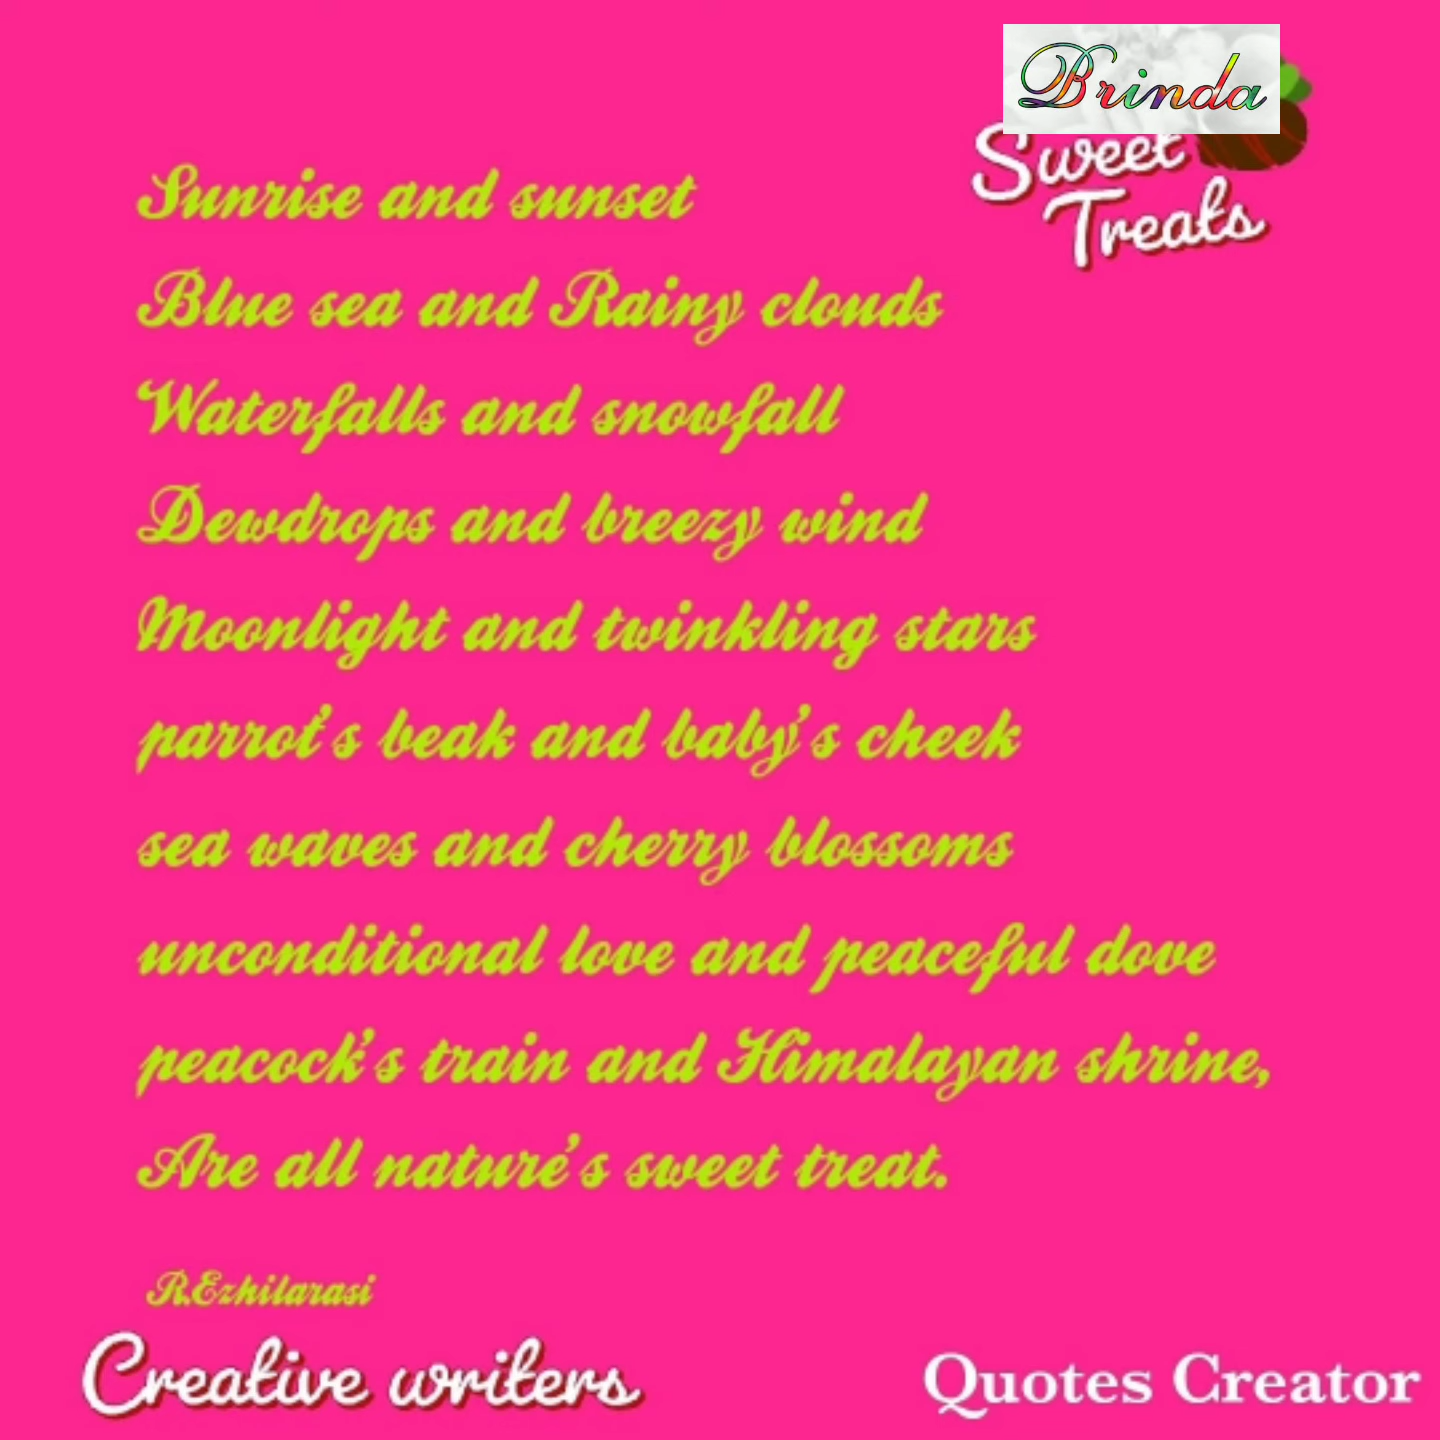 Brinda
Sweet
Treats
Sunrise and sunset
Blue sea and Rainy clouds
Waterfalls and snowfall
Dewdrops and breezy wind
Moonlight and twinkling stars
parrot's beak and baby's cheek
sea waves and cherry blossoms
unconditional love and peaceful dove
peacock's train and Himalayan shrine,
Are all nature's sweet treat.
R.Ezhilarasi
Creative writers
Quotes Creator